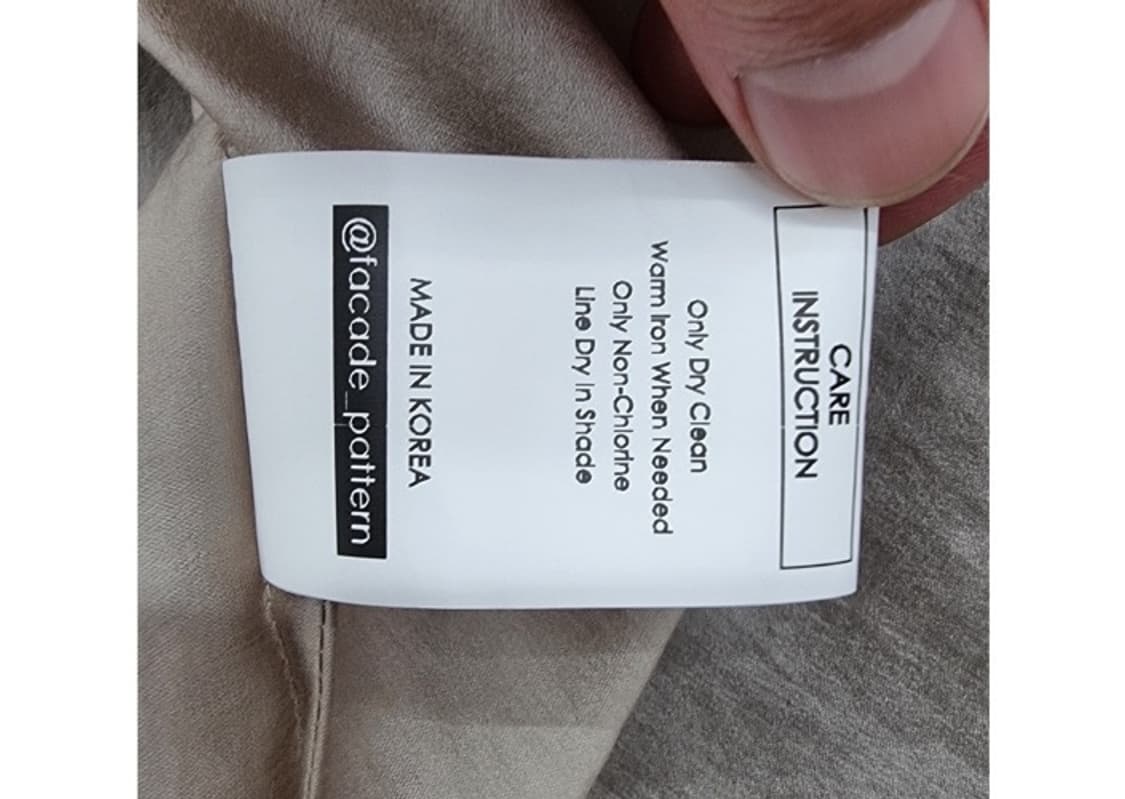 CARE
INSTRUCTION
Only Dry Clean
Warm Iron When Needed
Only Non-Chlorine
Line Dry In Shade
MADE IN KOREA
@facade_pattern